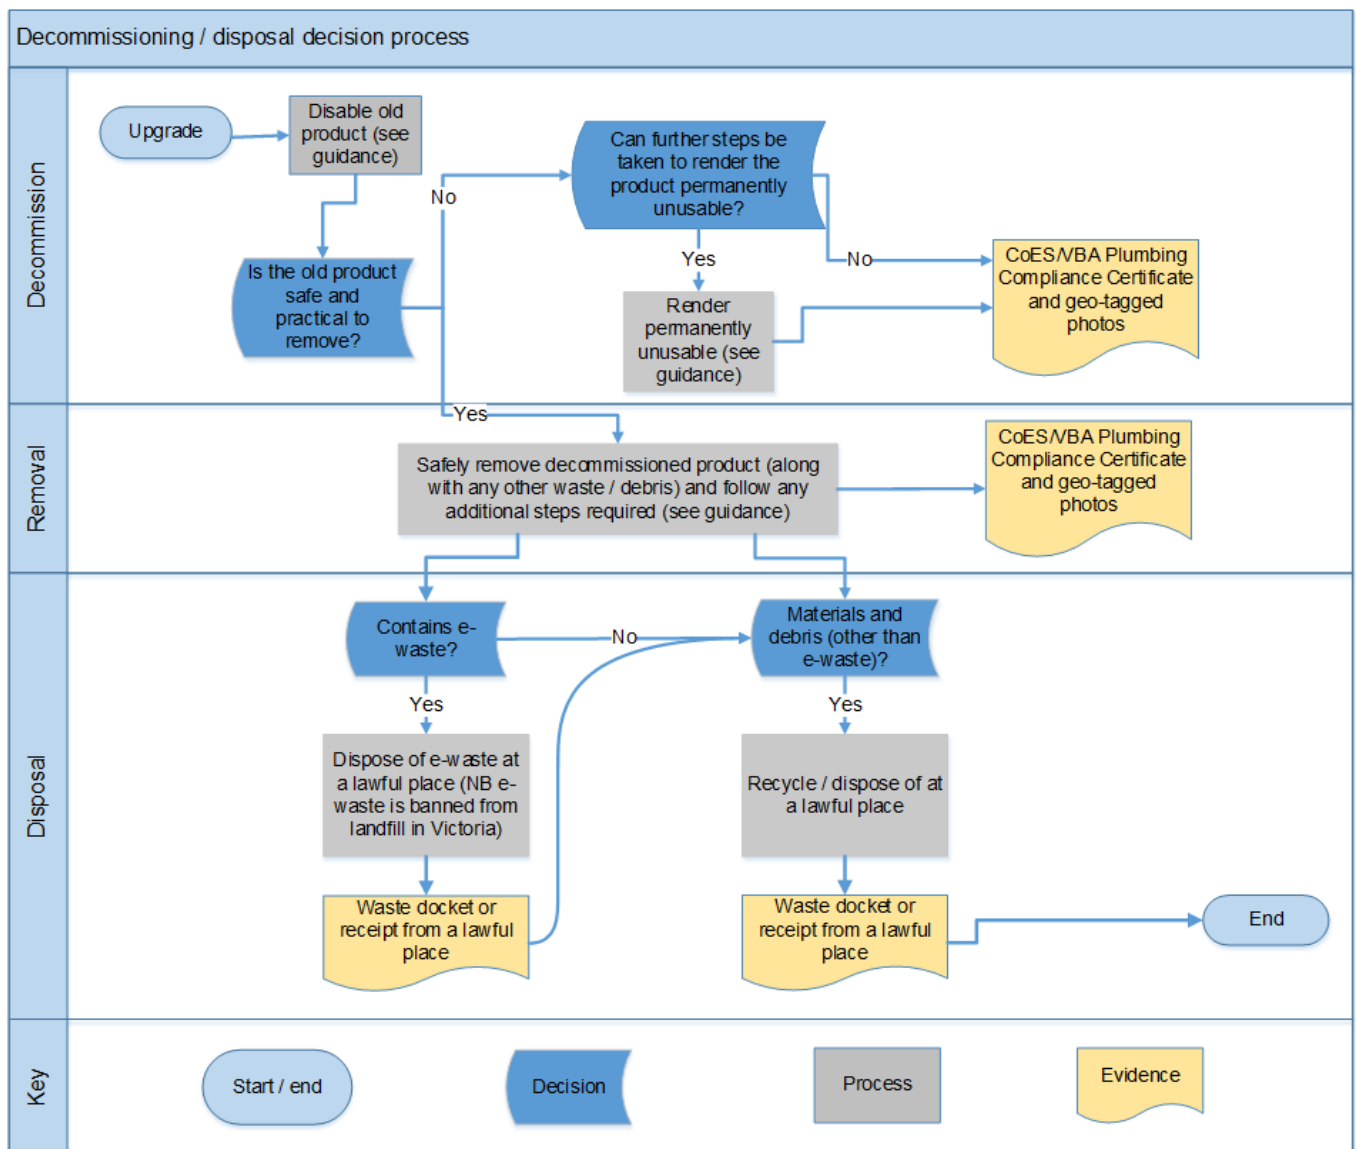 Decommissioning / disposal decision process
Decommission
Upgrade
Disable old
product (see
guidance)
Is the old product
safe and
practical to
remove?
No
Can further steps be
taken to render the
product permanently
unusable?
Yes
No
Render
permanently
unusable (see
guidance)
CoES/VBA Plumbing
Compliance Certificate
and geo-tagged
photos
Removal
Yes
Safely remove decommissioned product (along
with any other waste / debris) and follow any
additional steps required (see guidance)
CoES/VBA Plumbing
Compliance Certificate
and geo-tagged
photos
Disposal
Contains e-
waste?
No
Materials and
debris (other than
e-waste)?
Yes
Yes
Dispose of e-waste at
a lawful place (NB e-
waste is banned from
landfill in Victoria)
Recycle / dispose of at
a lawful place
Waste docket or
receipt from a lawful
place
Waste docket or
receipt from a lawful
place
End
Key
Start / end
Decision
Process
Evidence